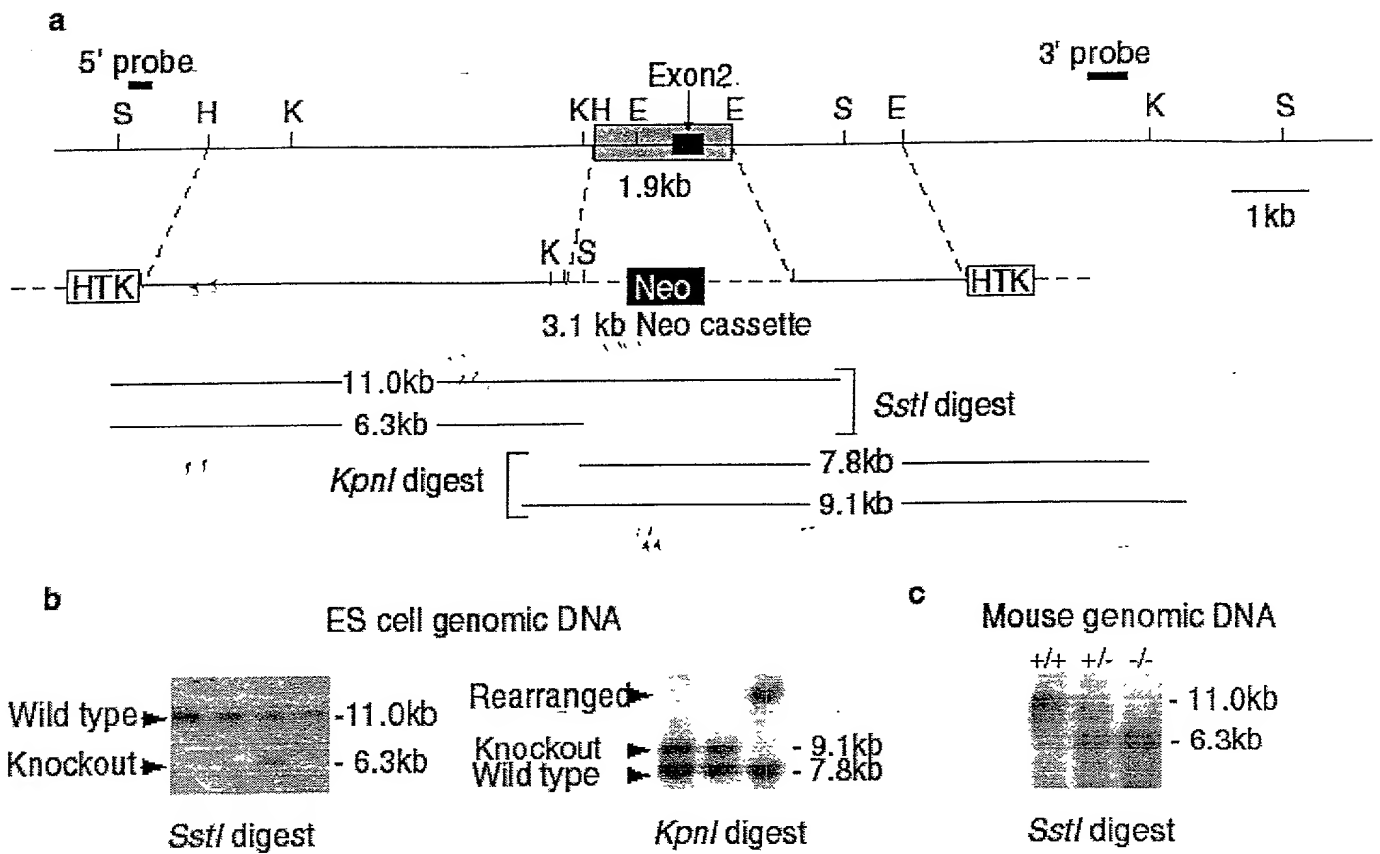 a
5' probe
3' probe
Exon2
S H K KH E E S E K S
1.9kb
1kb
K S
HTK Neo HTK
3.1 kb Neo cassette
11.0kb
SstI digest
6.3kb
7.8kb
KpnI digest
9.1kb
b
ES cell genomic DNA
Wild type
-11.0kb
Knockout
- 6.3kb
SstI digest
Rearranged
Knockout
- 9.1kb
Wild type
- 7.8kb
KpnI digest
c
Mouse genomic DNA
+/+ +/- -/-
- 11.0kb
- 6.3kb
SstI digest